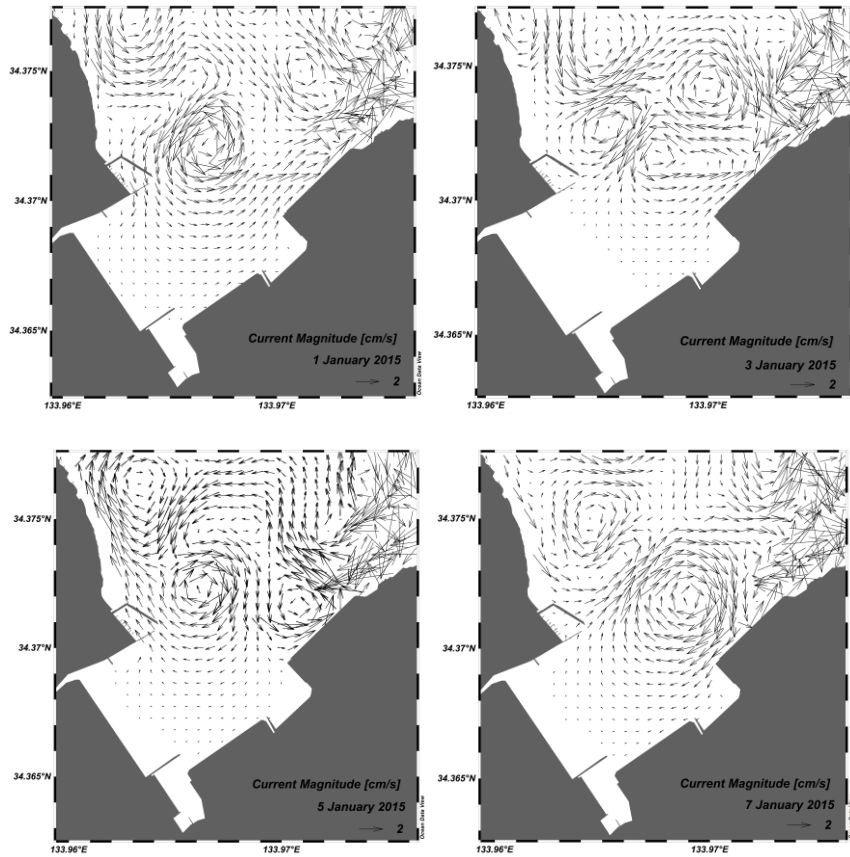 34.375°N
34.37°N
34.365°N
Current Magnitude [cm/s]
1 January 2015
2
Ocean Data View
133.96°E
133.97°E
34.375°N
34.37°N
34.365°N
Current Magnitude [cm/s]
3 January 2015
2
133.96°E
133.97°E
34.375°N
34.37°N
34.365°N
Current Magnitude [cm/s]
5 January 2015
2
Ocean Data View
133.96°E
133.97°E
34.375°N
34.37°N
34.365°N
Current Magnitude [cm/s]
7 January 2015
2
133.96°E
133.97°E